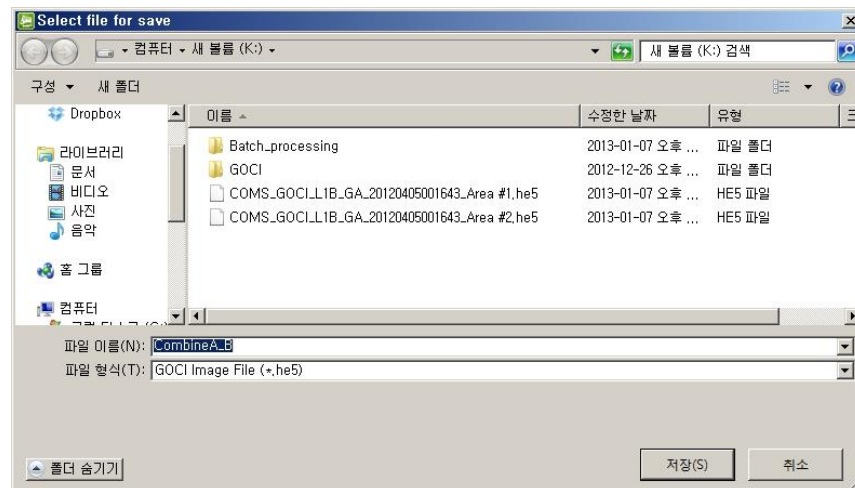 Select file for save
컴퓨터 새 볼륨 (K:) 새 볼륨 (K:) 검색
구성 새 폴더
Dropbox 이름 수정한 날짜 유형
Batch_processing 2013-01-07 오후 ... 파일 폴더
라이브러리
GOCI 2012-12-26 오후 ... 파일 폴더
문서
비디오 COMS_GOCI_L1B_GA_20120405001643_Area #1.he5 2013-01-07 오후 ... HE5 파일
사진 COMS_GOCI_L1B_GA_20120405001643_Area #2.he5 2013-01-07 오후 ... HE5 파일
음악
홈 그룹
컴퓨터
파일 이름(N): CombineA_B
파일 형식(T): GOCI Image File (*.he5)
폴더 숨기기 저장(S) 취소